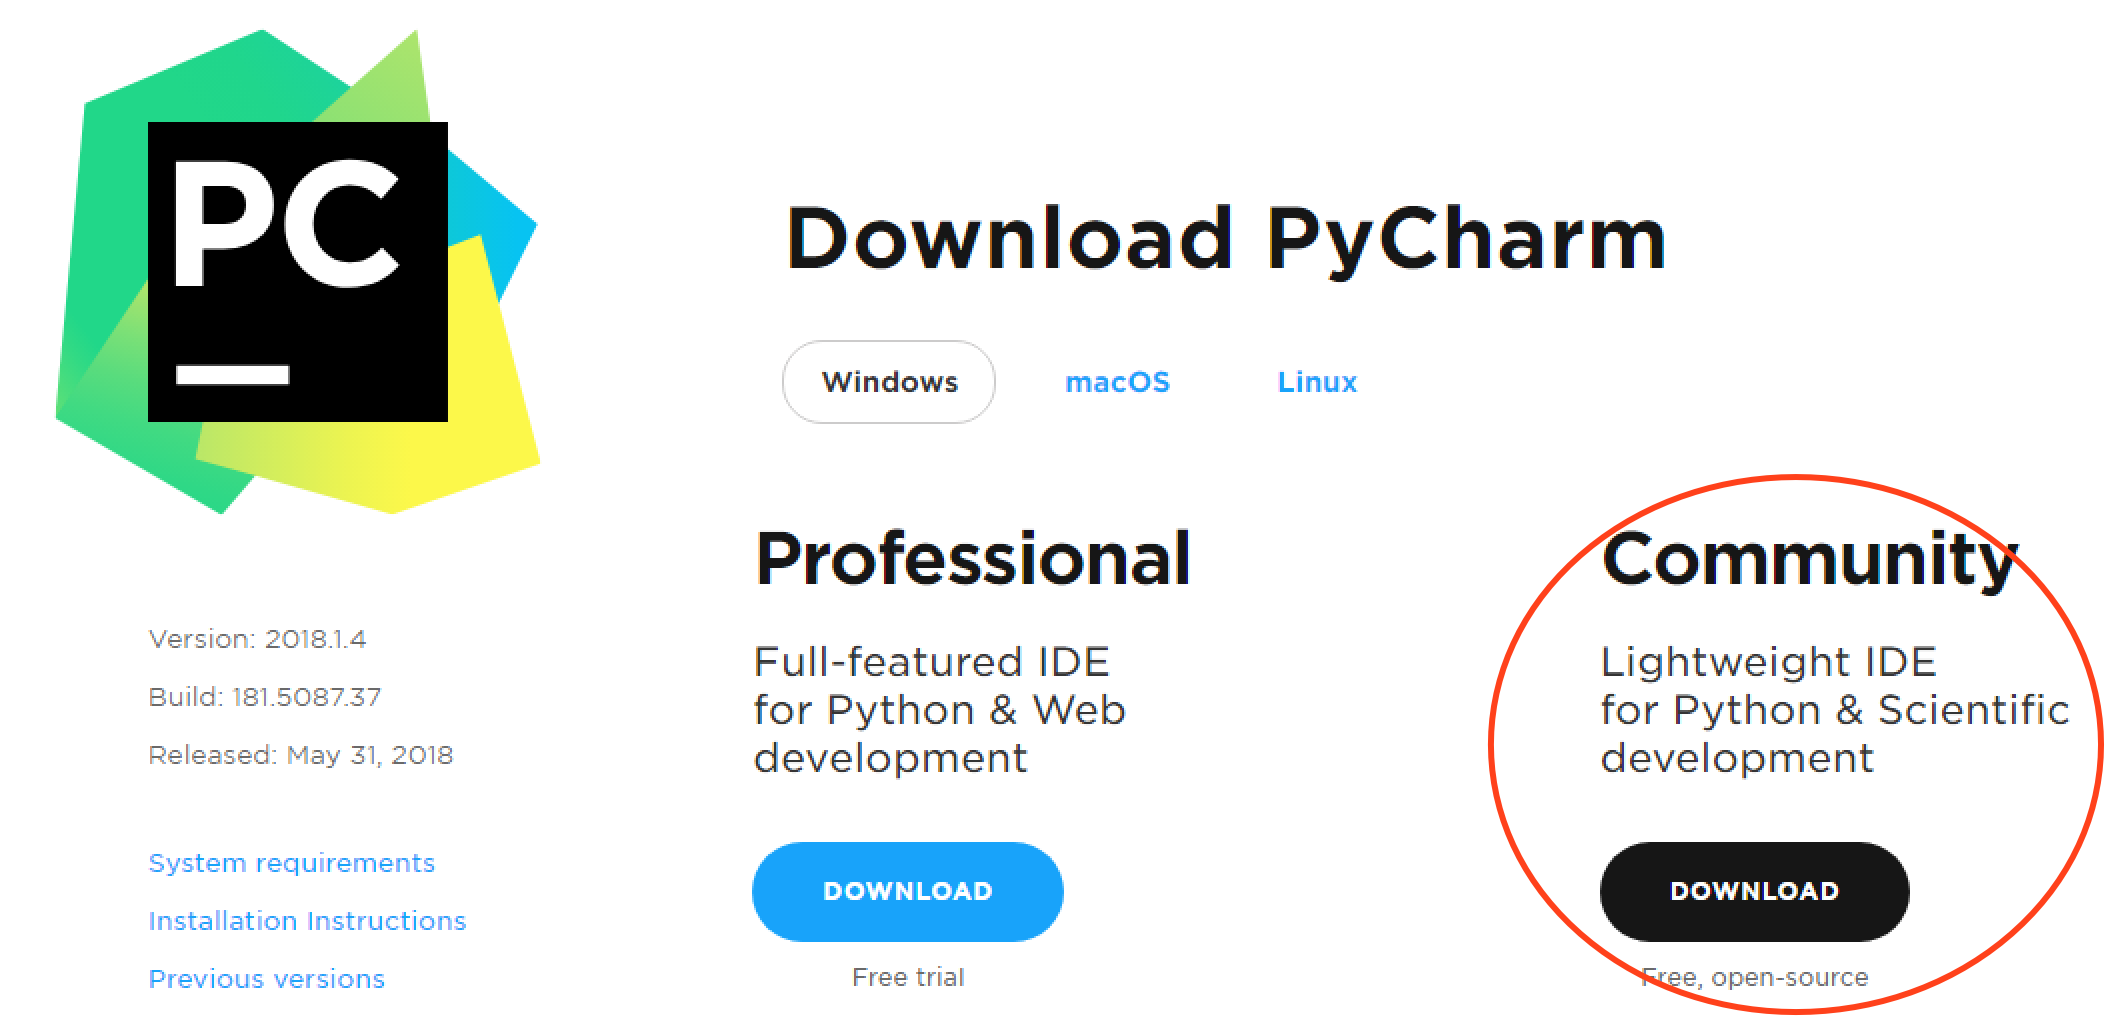 PC
Download PyCharm
Windows macOS Linux
Version: 2018.1.4
Build: 181.5087.37
Released: May 31, 2018
System requirements
Installation Instructions
Previous versions
Professional
Full-featured IDE
for Python & Web
development
DOWNLOAD
Free trial
Community
Lightweight IDE
for Python & Scientific
development
DOWNLOAD
Free, open-source